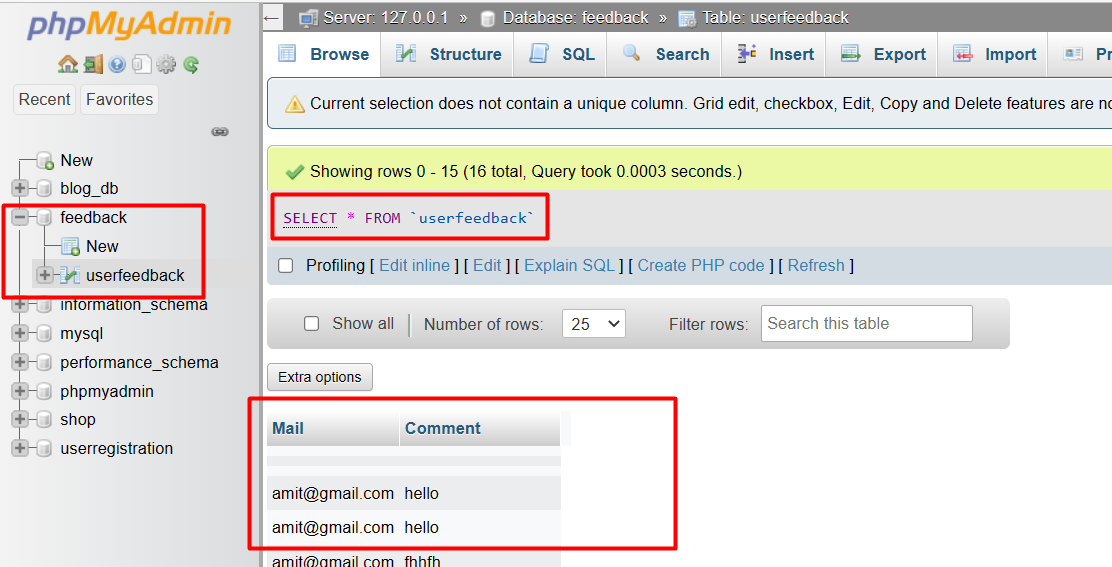 phpMyAdmin
Recent Favorites
New
blog_db
feedback
New
userfeedback
information_schema
mysql
performance_schema
phpmyadmin
shop
userregistration
← Server: 127.0.0.1 » Database: feedback » Table: userfeedback
Browse Structure SQL Search Insert Export Import
Current selection does not contain a unique column. Grid edit, checkbox, Edit, Copy and Delete features are
Showing rows 0 - 15 (16 total, Query took 0.0003 seconds.)
SELECT * FROM `userfeedback`
Profiling [ Edit inline ] [ Edit ] [ Explain SQL ] [ Create PHP code ] [ Refresh ]
Show all Number of rows: 25 Filter rows: Search this table
Extra options
Mail Comment
amit@gmail.com hello
amit@gmail.com hello
amit@gmail.com fhhfh